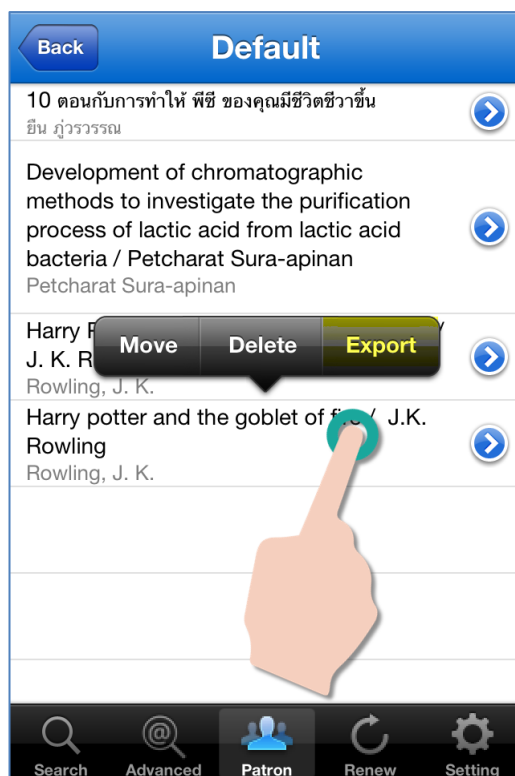 Back
Default
10 ตอนกับการทำให้ พีซี ของคุณมีชีวิตชีวาขึ้น
ยืน ภู่วรวรรณ
Development of chromatographic
methods to investigate the purification
process of lactic acid from lactic acid
bacteria / Petcharat Sura-apinan
Petcharat Sura-apinan
Harry /
Move Delete Export
J. K.
Rowling, J. K.
Harry potter and the goblet of fire / J.K.
Rowling
Rowling, J. K.
Search Advanced Patron Renew Setting